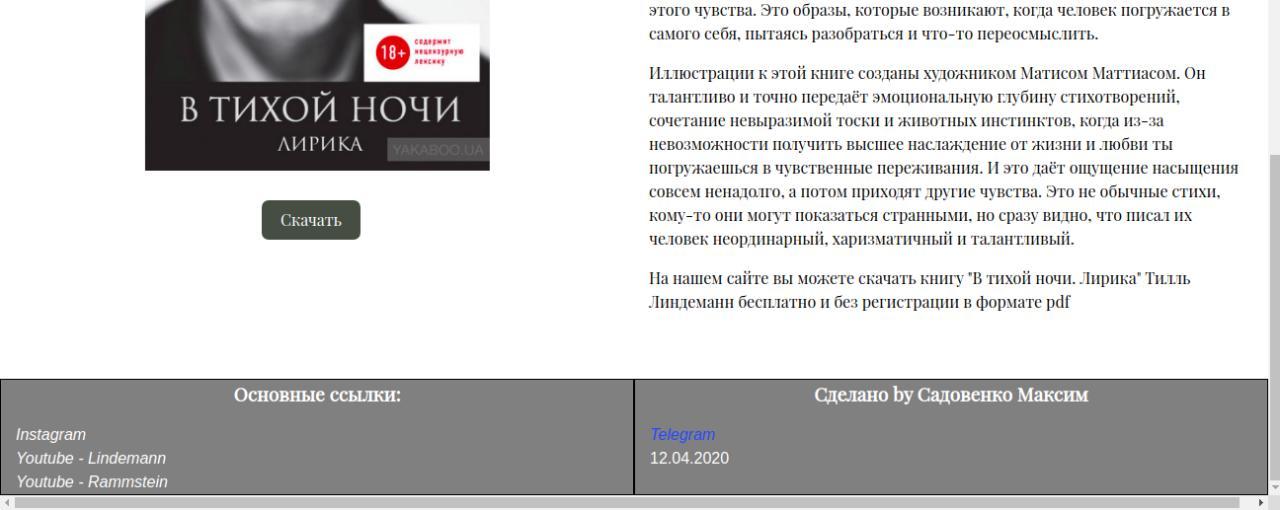 18+
содержит
нецензурную
лексику
В ТИХОЙ НОЧИ
ЛИРИКА
YAKABOO.UA
Скачать
этого чувства. Это образы, которые возникают, когда человек погружается в
самого себя, пытаясь разобраться и что-то переосмыслить.
Иллюстрации к этой книге созданы художником Матисом Маттиасом. Он
талантливо и точно передаёт эмоциональную глубину стихотворений,
сочетание невыразимой тоски и животных инстинктов, когда из-за
невозможности получить высшее наслаждение от жизни и любви ты
погружаешься в чувственные переживания. И это даёт ощущение насыщения
совсем ненадолго, а потом приходят другие чувства. Это не обычные стихи,
кому-то они могут показаться странными, но сразу видно, что писал их
человек неординарный, харизматичный и талантливый.
На нашем сайте вы можете скачать книгу "В тихой ночи. Лирика" Тилль
Линдеманн бесплатно и без регистрации в формате pdf
Основные ссылки:
Instagram
Youtube - Lindemann
Youtube - Rammstein
Сделано by Садовенко Максим
Telegram
12.04.2020